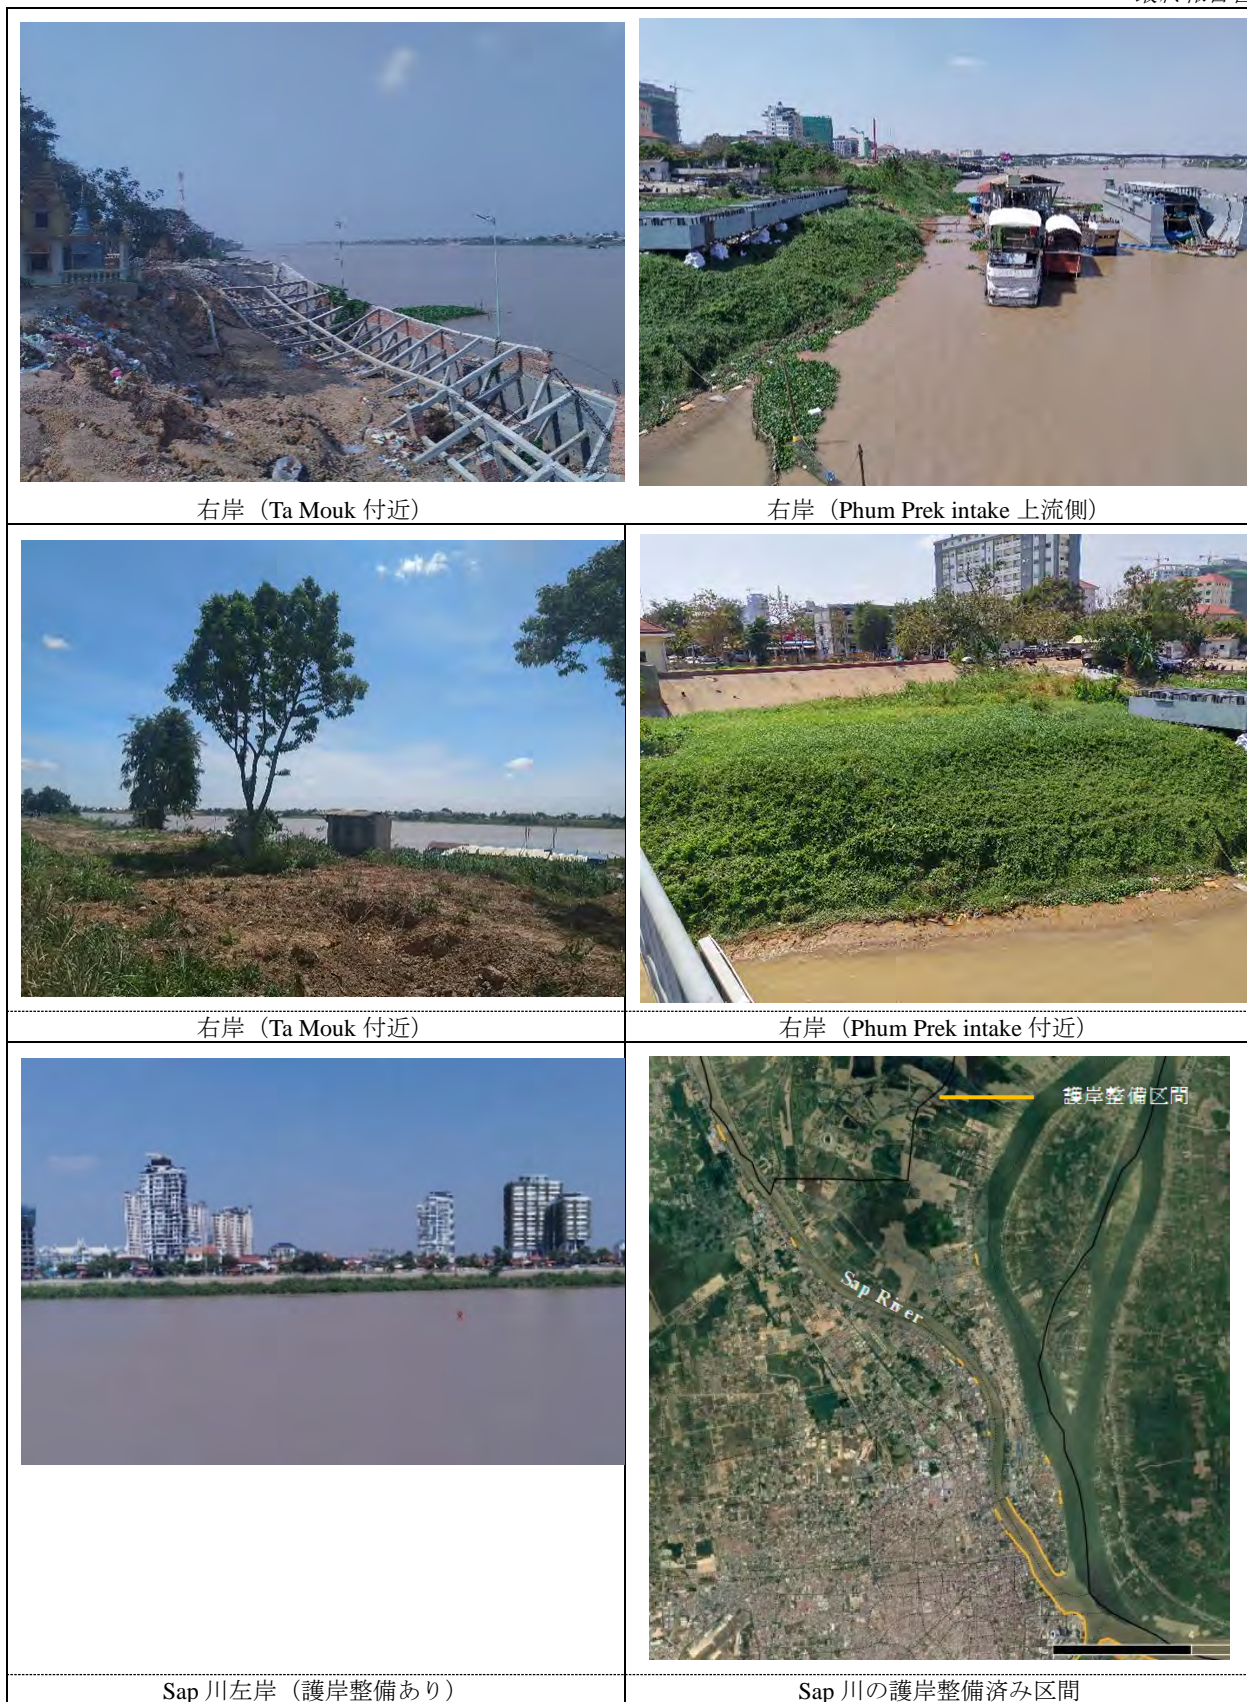 右岸（Ta Mouk 付近）
右岸（Phum Prek intake 上流側）
右岸（Ta Mouk 付近）
右岸（Phum Prek intake 付近）
護岸整備区間
Sap River
Sap 川左岸（護岸整備あり）
Sap 川の護岸整備済み区間